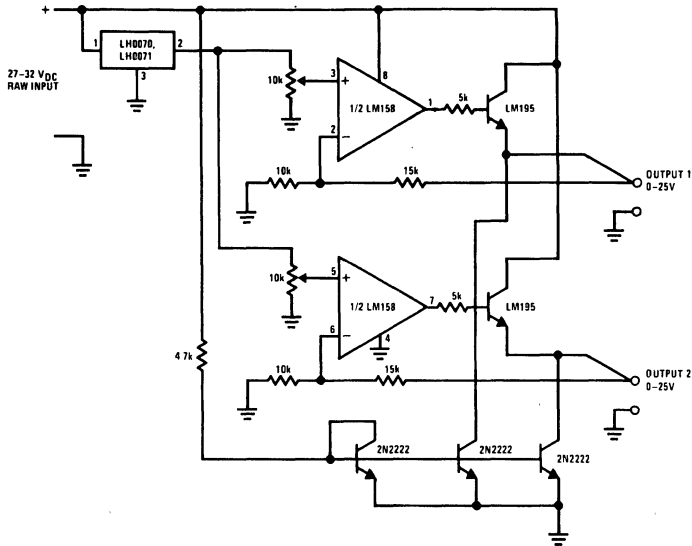 +
1
LH0070,
LH0071
2
3
27–32 VDC
RAW INPUT
10k
3
+
8
1/2 LM158
1
5k
LM195
2
−
10k
15k
OUTPUT 1
0–25V
10k
5
+
1/2 LM158
7
5k
LM195
6
−
4
4 7k
10k
15k
OUTPUT 2
0–25V
2N2222
2N2222
2N2222